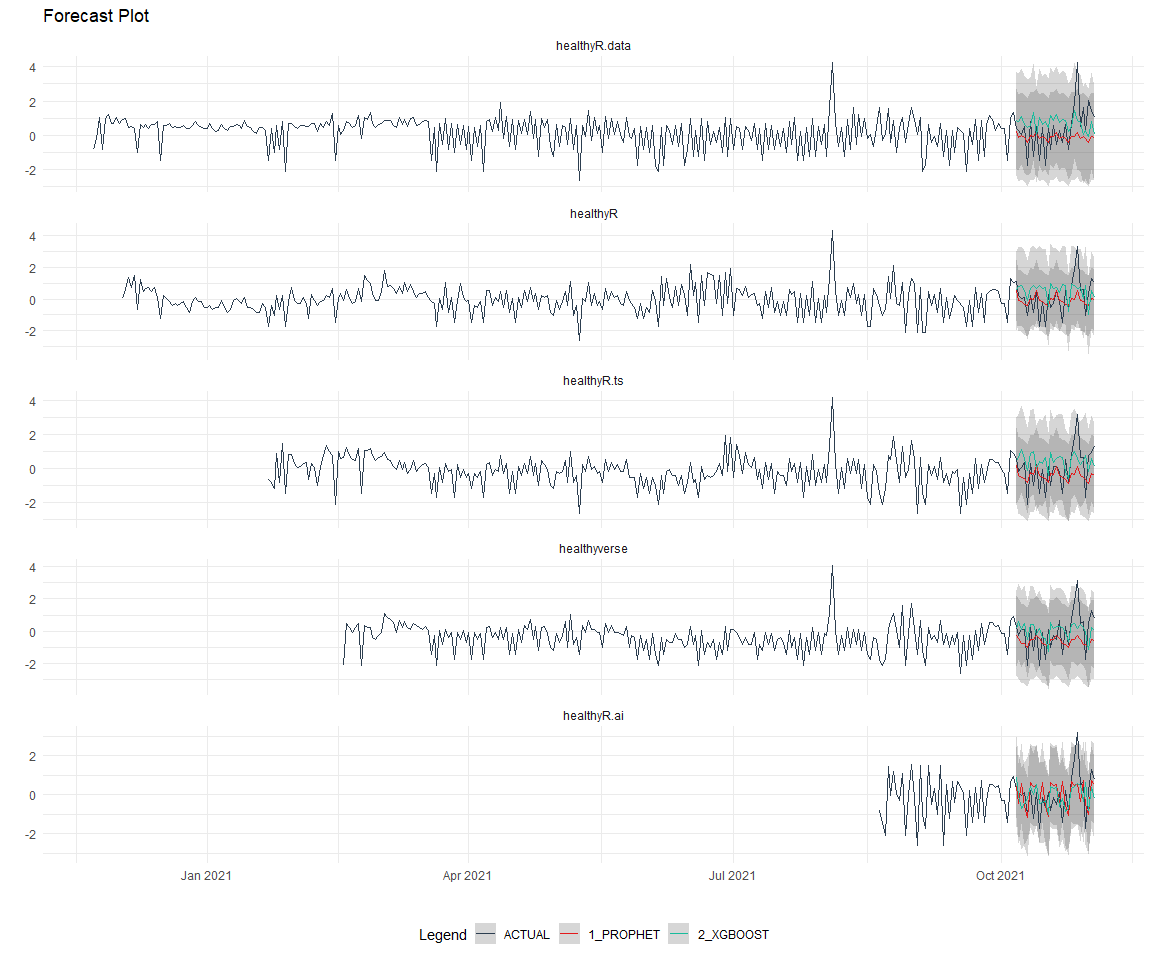 Forecast Plot
healthyR.data
4
2
0
-2
healthyR
4
2
0
-2
healthyR.ts
4
2
0
-2
healthyverse
4
2
0
-2
healthyR.ai
2
0
-2
Jan 2021 Apr 2021 Jul 2021 Oct 2021
Legend ACTUAL 1_PROPHET 2_XGBOOST